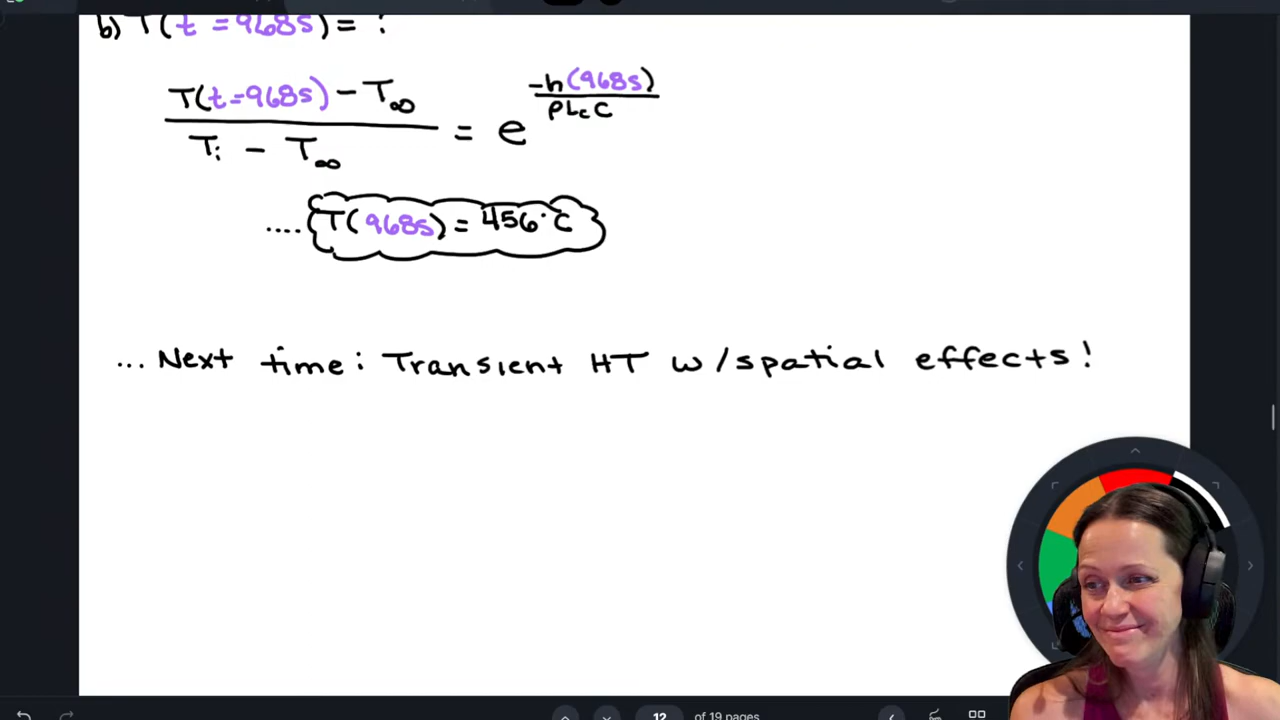 b) T(t = 968s) = ?
T(t=968s) - T∞
Ti - T∞
= e
-h(968s)
ρLcC
.... T(968s) = 456°C
... Next time: Transient HT w/spatial effects!
12 of 19 pages